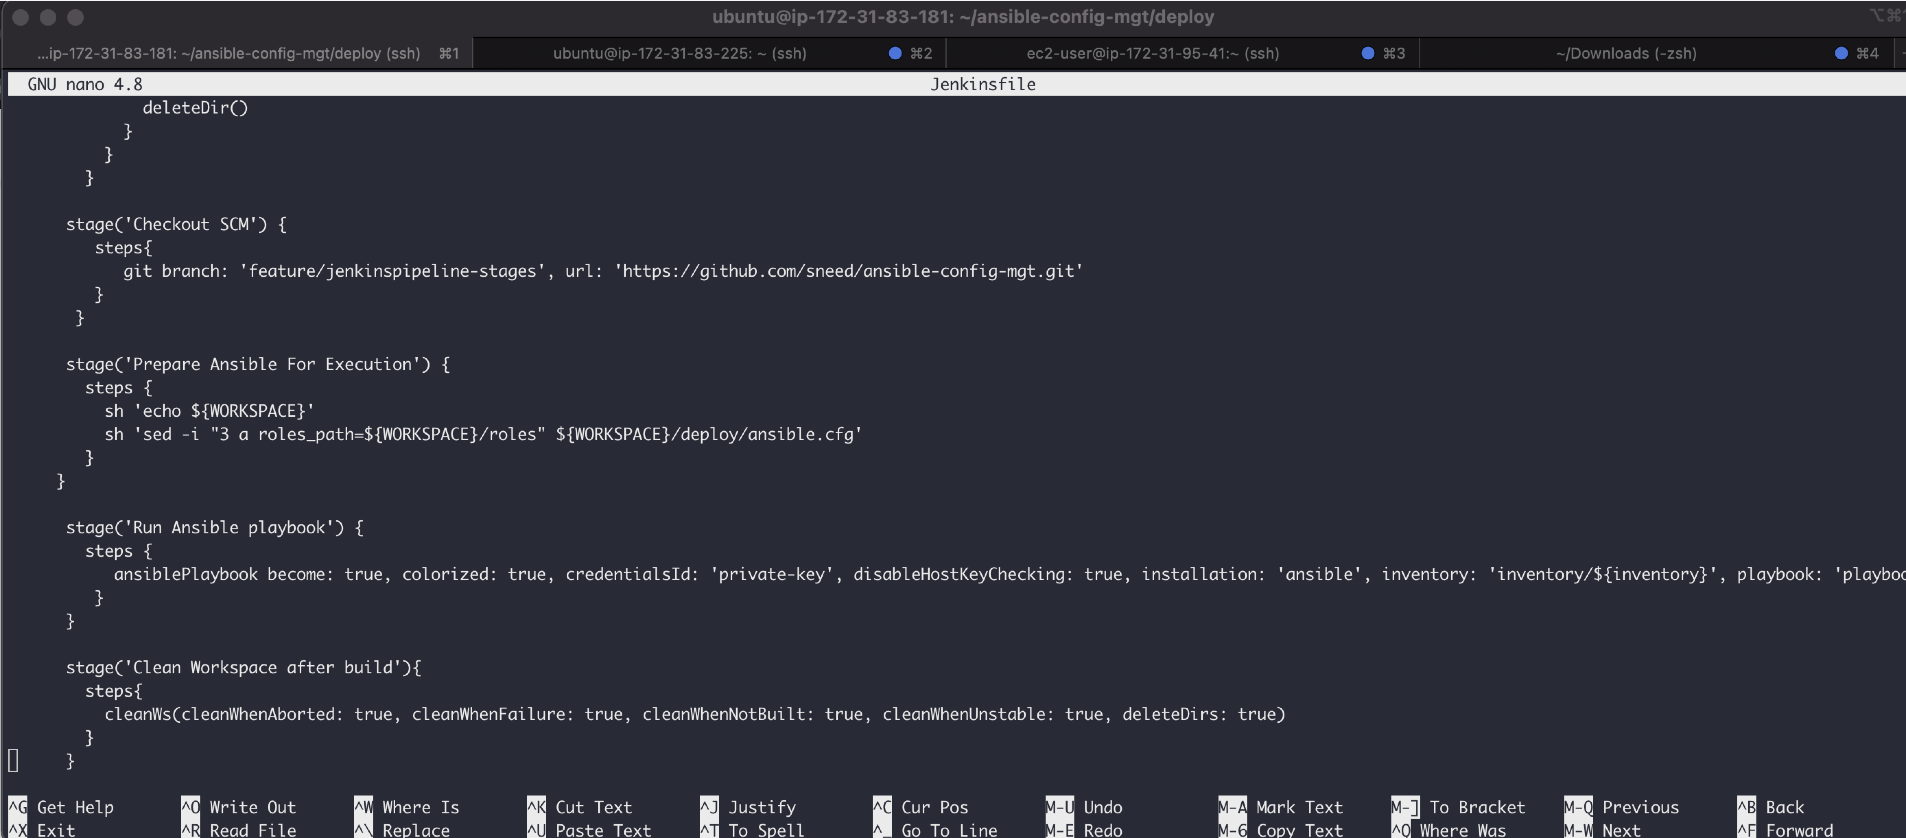 ubuntu@ip-172-31-83-181: ~/ansible-config-mgt/deploy ⌥⌘
...ip-172-31-83-181: ~/ansible-config-mgt/deploy (ssh) ⌘1 ubuntu@ip-172-31-83-225: ~ (ssh) ⌘2 ec2-user@ip-172-31-95-41:~ (ssh) ⌘3 ~/Downloads (-zsh) ⌘4
GNU nano 4.8 Jenkinsfile
deleteDir()
}
}
}
stage('Checkout SCM') {
steps{
git branch: 'feature/jenkinspipeline-stages', url: 'https://github.com/sneed/ansible-config-mgt.git'
}
}
stage('Prepare Ansible For Execution') {
steps {
sh 'echo ${WORKSPACE}'
sh 'sed -i "3 a roles_path=${WORKSPACE}/roles" ${WORKSPACE}/deploy/ansible.cfg'
}
}
stage('Run Ansible playbook') {
steps {
ansiblePlaybook become: true, colorized: true, credentialsId: 'private-key', disableHostKeyChecking: true, installation: 'ansible', inventory: 'inventory/${inventory}', playbook: 'playboo
}
}
stage('Clean Workspace after build'){
steps{
cleanWs(cleanWhenAborted: true, cleanWhenFailure: true, cleanWhenNotBuilt: true, cleanWhenUnstable: true, deleteDirs: true)
}
}
^G Get Help ^O Write Out ^W Where Is ^K Cut Text ^J Justify ^C Cur Pos M-U Undo M-A Mark Text M-] To Bracket M-Q Previous ^B Back
^X Exit ^R Read File ^\ Replace ^U Paste Text ^T To Spell ^_ Go To Line M-E Redo M-6 Copy Text ^Q Where Was M-W Next ^F Forward